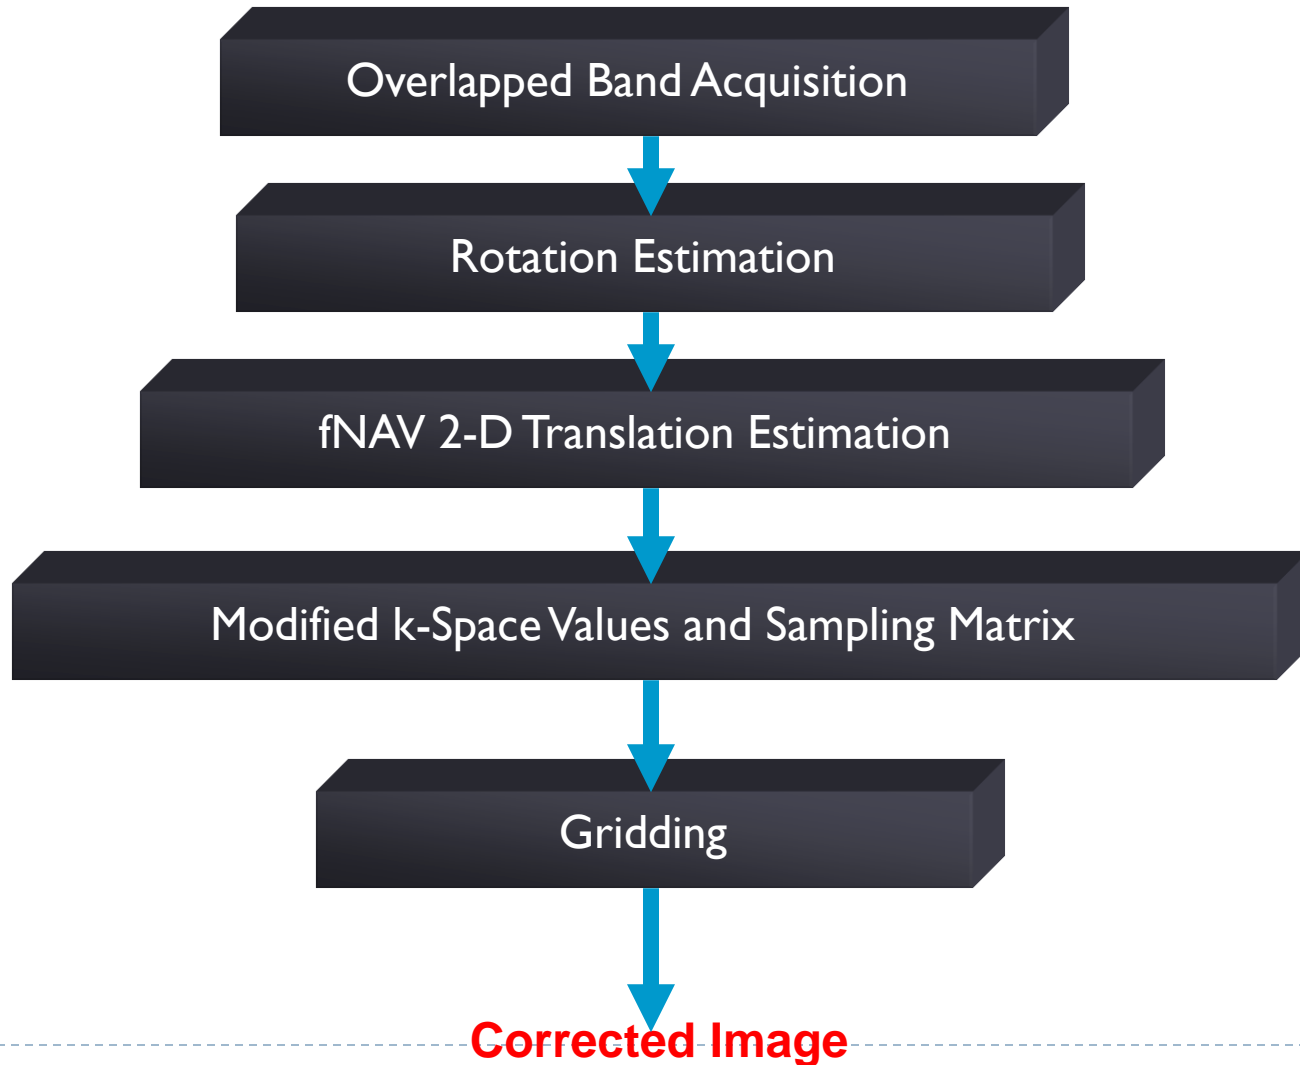 Overlapped Band Acquisition
Rotation Estimation
fNAV 2-D Translation Estimation
Modified k-Space Values and Sampling Matrix
Gridding
Corrected Image